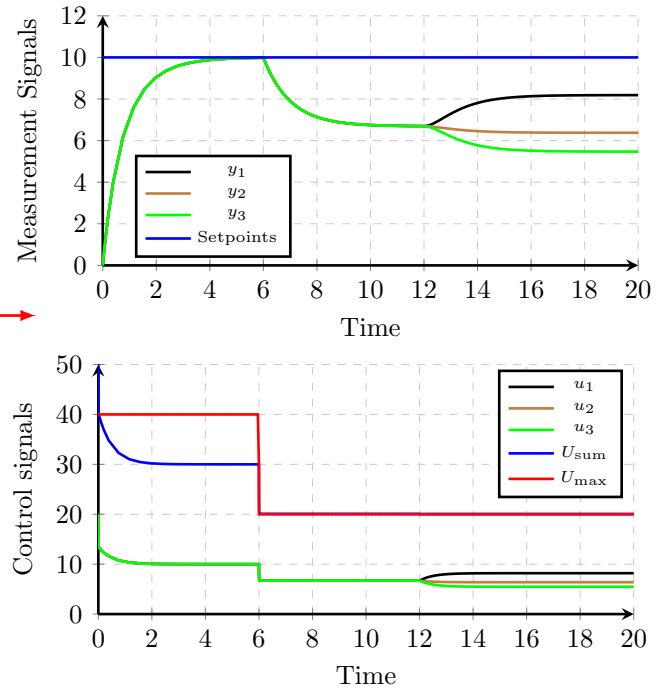 Measurement Signals
12
10
8
6
4
2
0
y1
y2
y3
Setpoints
0 2 4 6 8 10 12 14 16 18 20
Time
Control signals
50
40
30
20
10
0
u1
u2
u3
Usum
Umax
0 2 4 6 8 10 12 14 16 18 20
Time